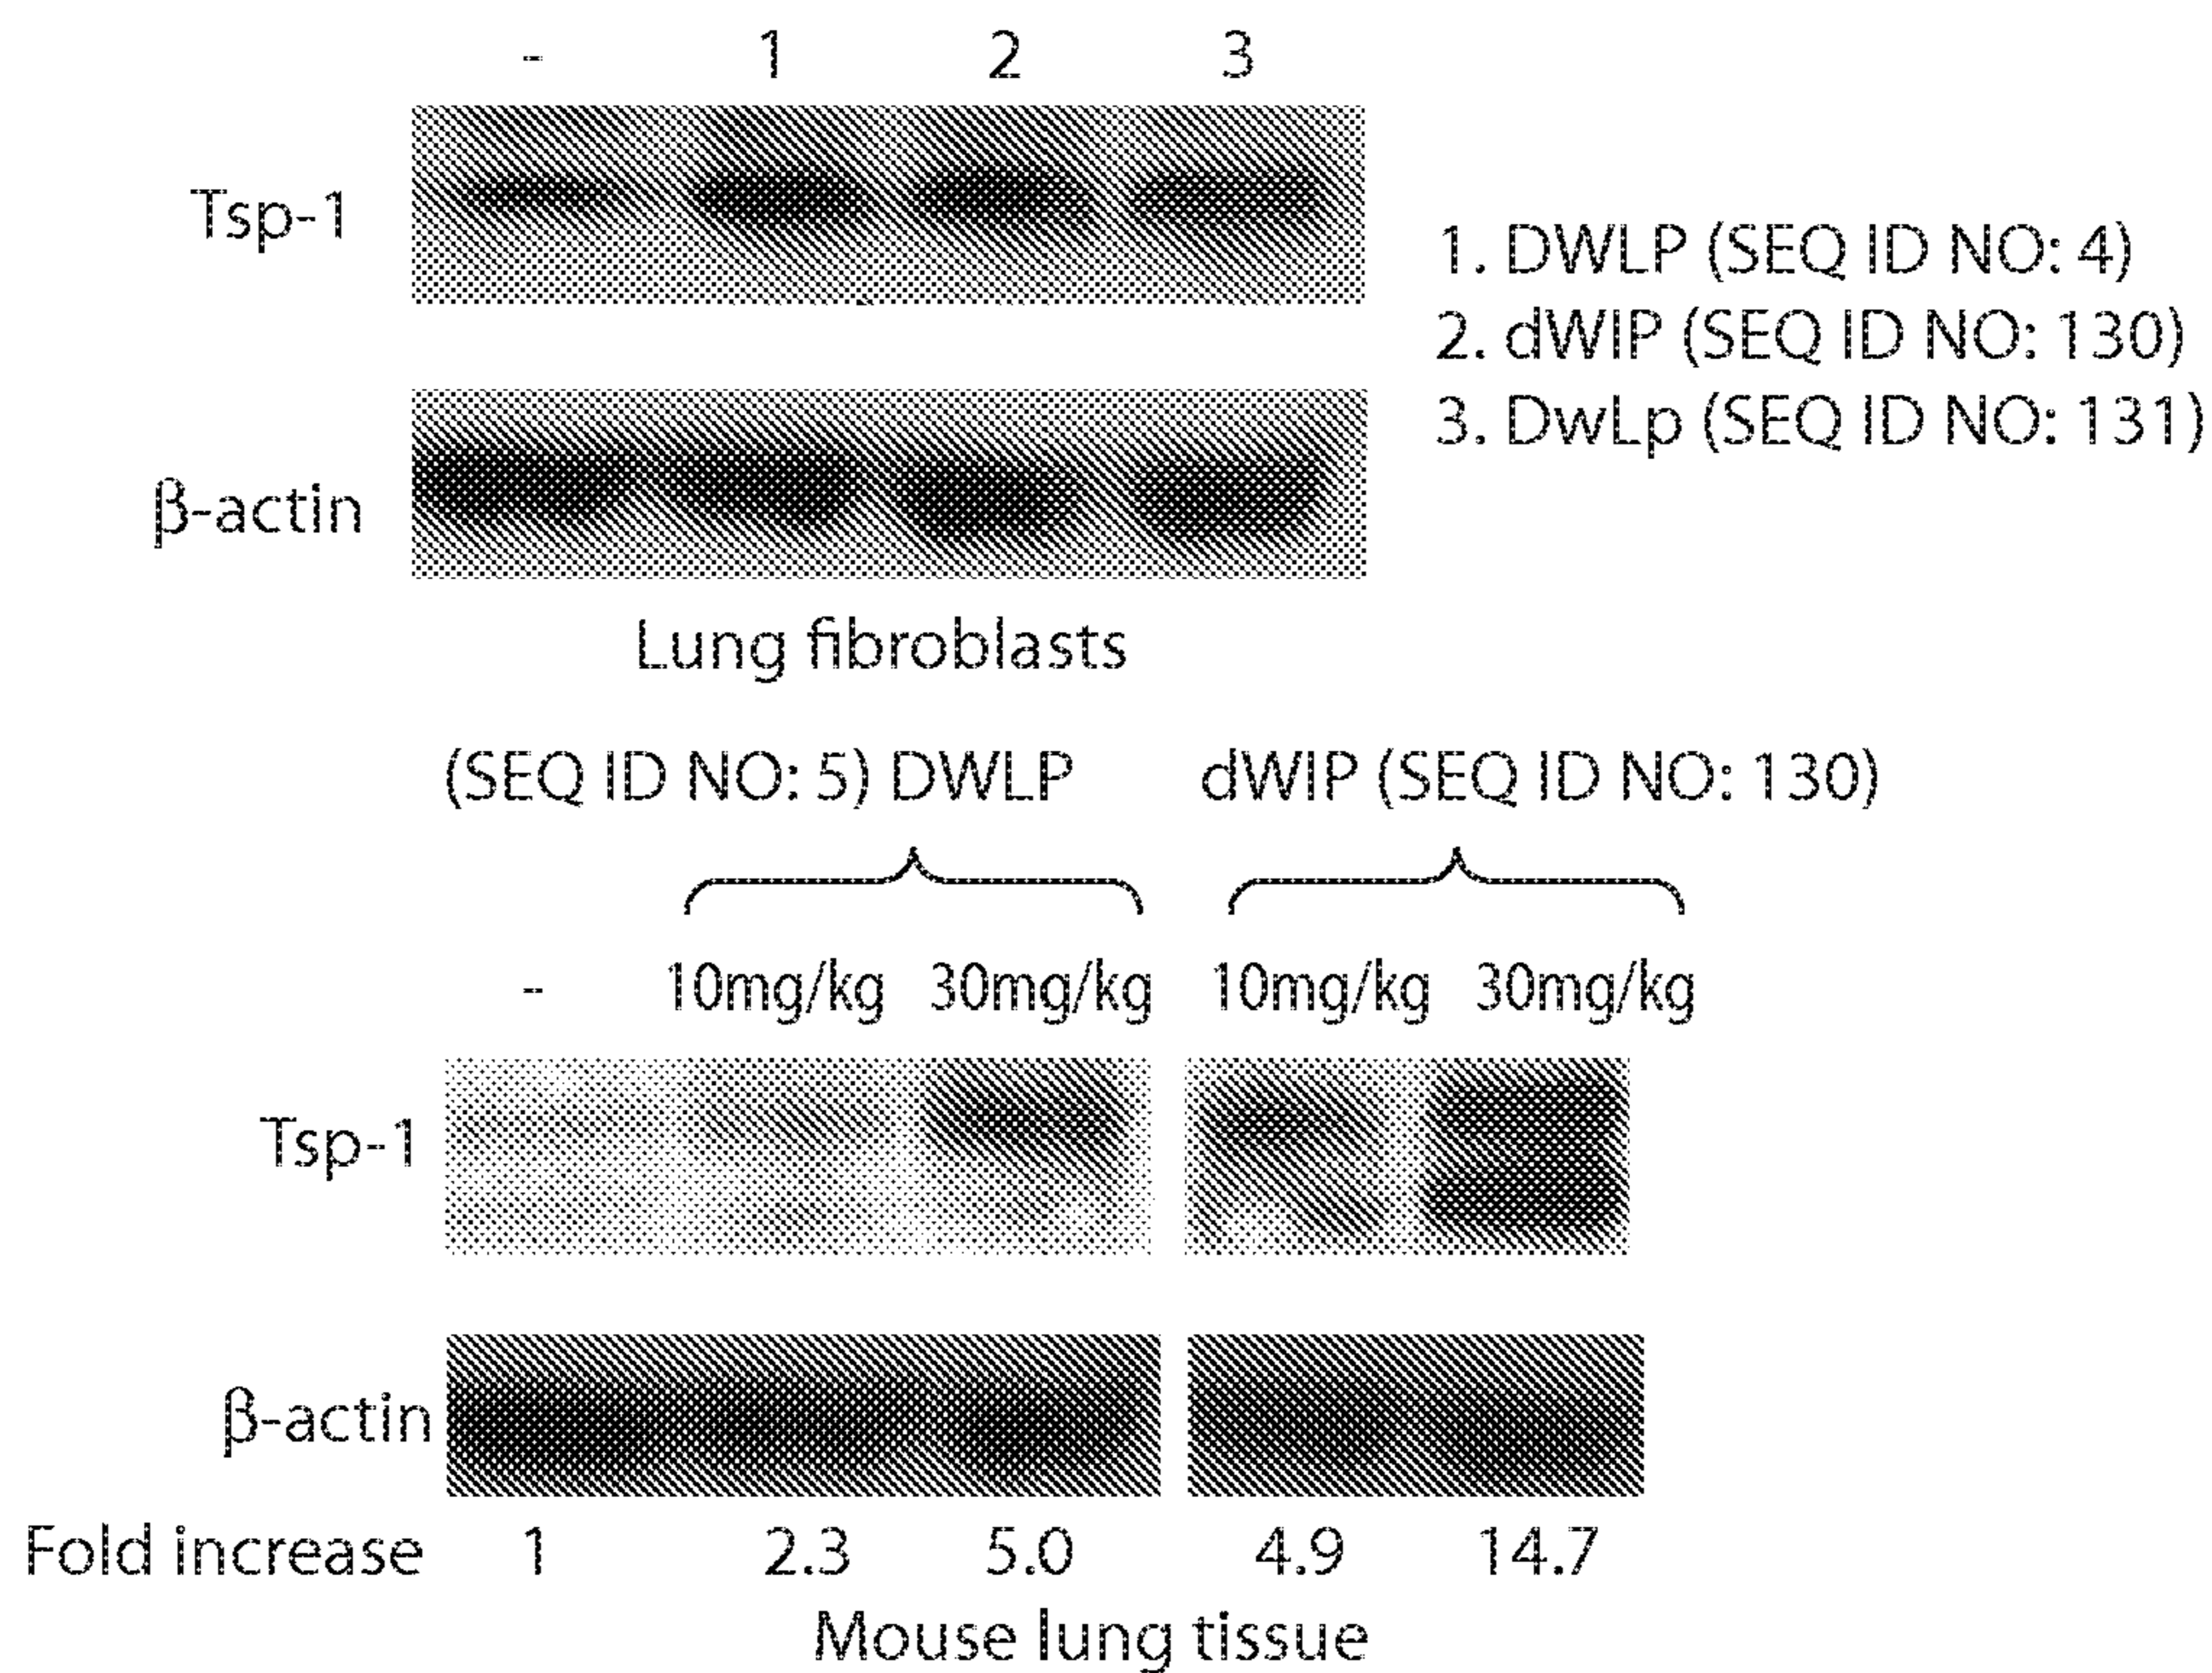 - 1 2 3
Tsp-1
1. DWLP (SEQ ID NO: 4)
2. dWIP (SEQ ID NO: 130)
3. DwLp (SEQ ID NO: 131)
β-actin
Lung fibroblasts
(SEQ ID NO: 5) DWLP dWIP (SEQ ID NO: 130)
- 10mg/kg 30mg/kg 10mg/kg 30mg/kg
Tsp-1
β-actin
Fold increase 1 2.3 5.0 4.9 14.7
Mouse lung tissue